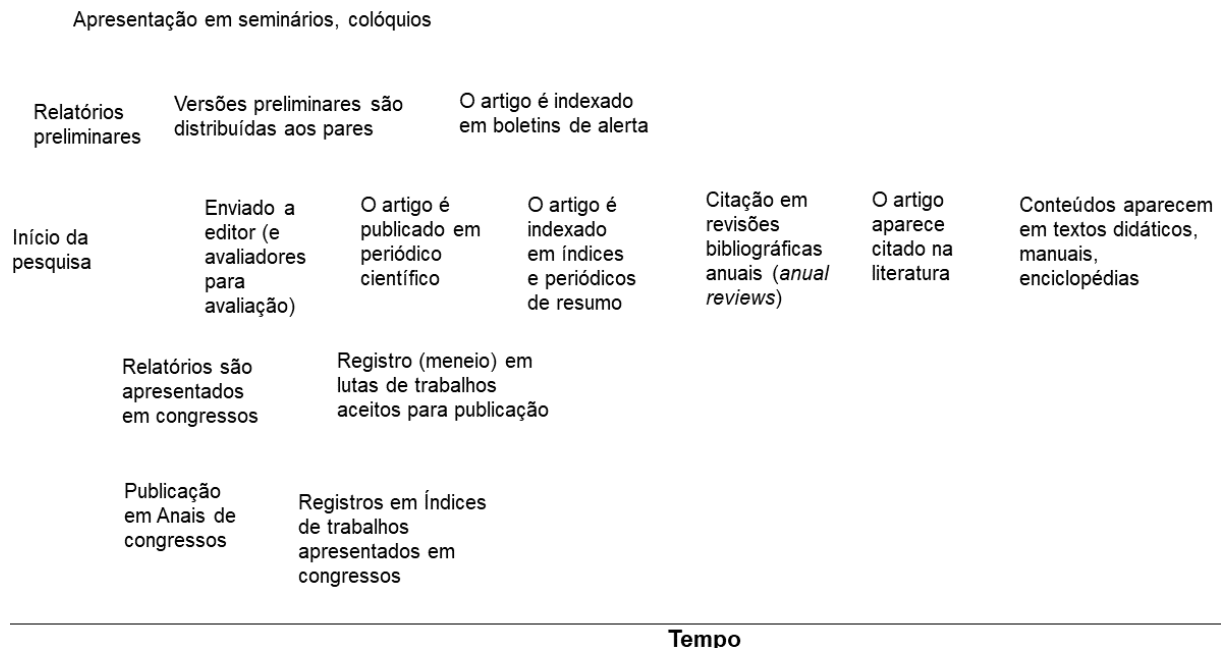 Apresentação em seminários, colóquios
Relatórios
preliminares
Versões preliminares são
distribuídas aos pares
O artigo é indexado
em boletins de alerta
Início da
pesquisa
Enviado a
editor (e
avaliadores
para
avaliação)
O artigo é
publicado em
periódico
científico
O artigo é
indexado
em índices
e periódicos
de resumo
Citação em
revisões
bibliográficas
anuais (anual
reviews)
O artigo
aparece
citado na
literatura
Conteúdos aparecem
em textos didáticos,
manuais,
enciclopédias
Relatórios são
apresentados
em congressos
Registro (meneio) em
lutas de trabalhos
aceitos para publicação
Publicação
em Anais de
congressos
Registros em Índices
de trabalhos
apresentados em
congressos
Tempo